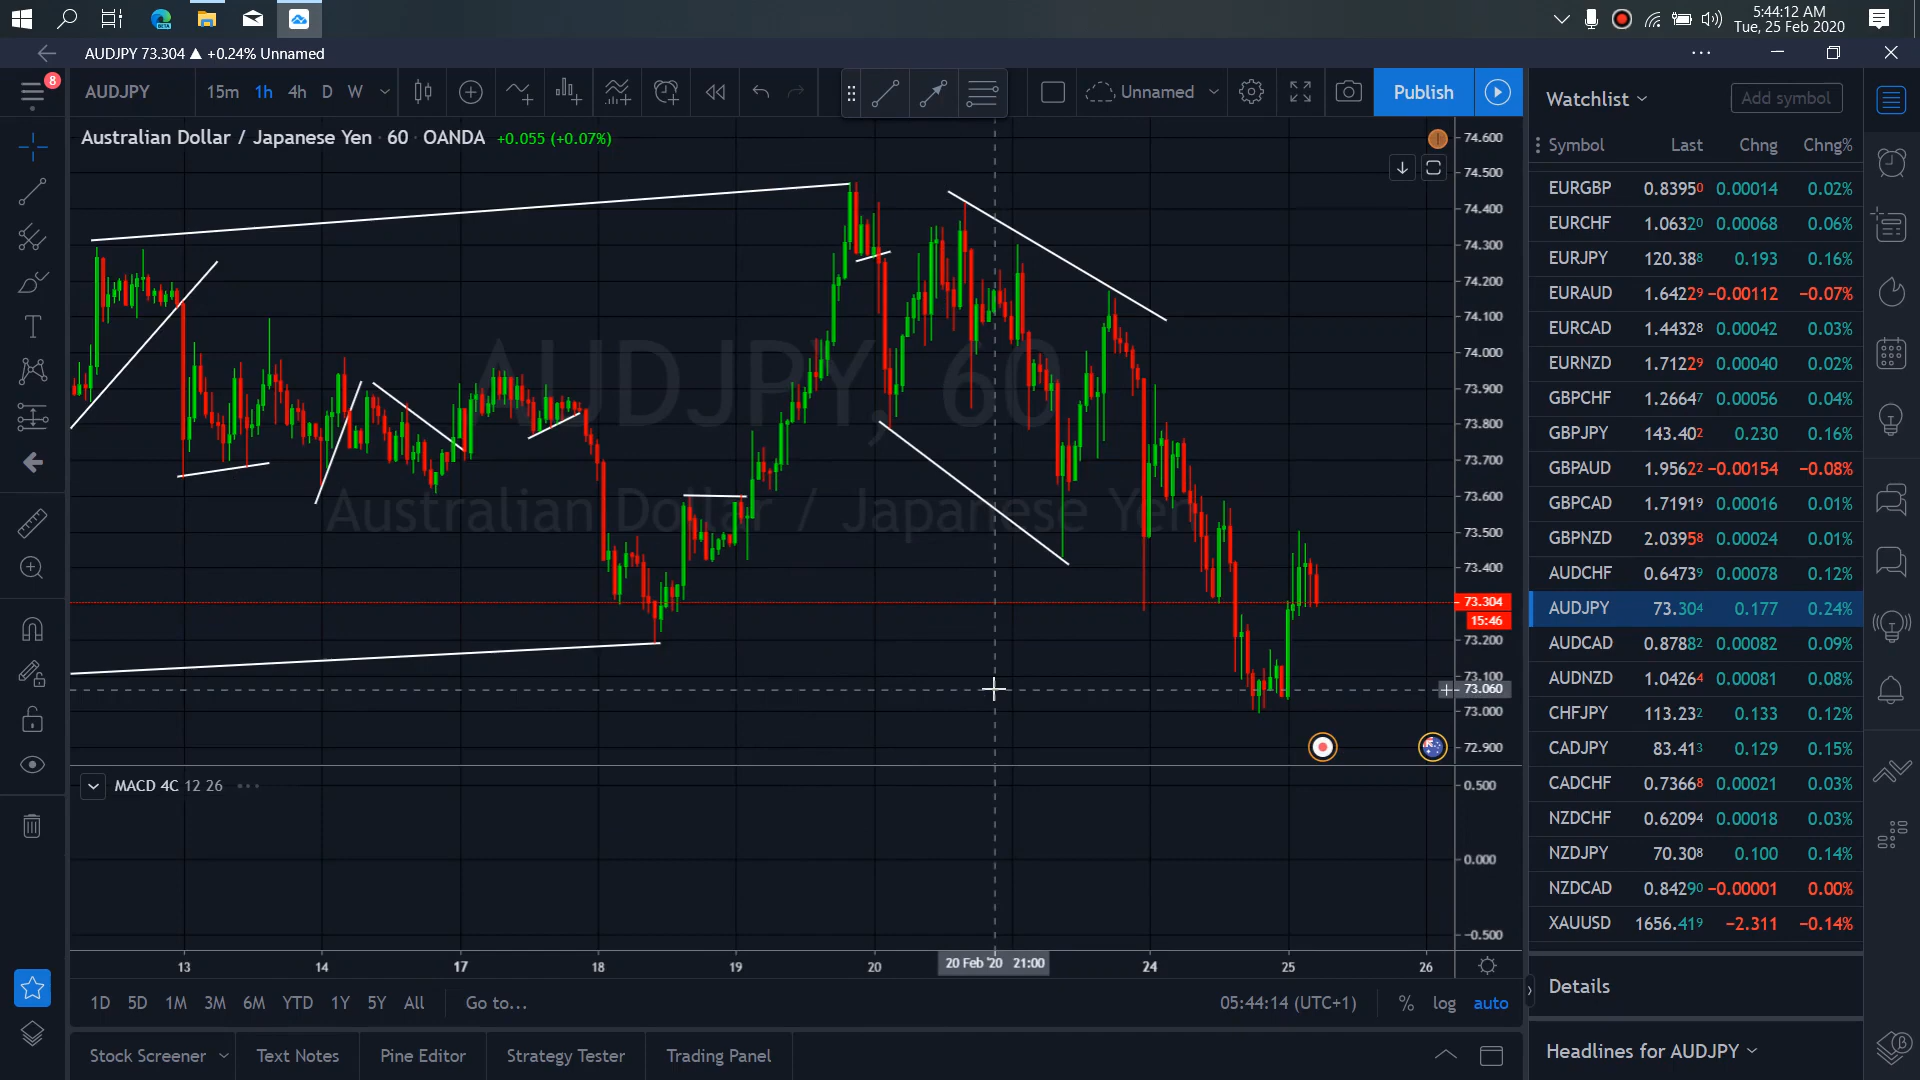 5:44:12 AM
Tue, 25 Feb 2020
AUDJPY 73.304 ▲ +0.24% Unnamed
8
AUDJPY 15m 1h 4h D W Unnamed Publish
Australian Dollar / Japanese Yen · 60 · OANDA +0.055 (+0.07%)
AUDJPY, 60
Australian Dollar / Japanese Yen
74.600
74.500
74.400
74.300
74.200
74.100
74.000
73.900
73.800
73.700
73.600
73.500
73.400
73.304
15:46
73.200
73.100
73.060
73.000
72.900
MACD 4C 12 26
0.500
0.000
−0.500
13 14 17 18 19 20 20 Feb '20 21:00 24 25 26
1D 5D 1M 3M 6M YTD 1Y 5Y All Go to... 05:44:14 (UTC+1) % log auto
Stock Screener Text Notes Pine Editor Strategy Tester Trading Panel
Watchlist Add symbol
Symbol Last Chng Chng%
EURGBP 0.83950 0.00014 0.02%
EURCHF 1.06320 0.00068 0.06%
EURJPY 120.388 0.193 0.16%
EURAUD 1.64229 −0.00112 −0.07%
EURCAD 1.44328 0.00042 0.03%
EURNZD 1.71229 0.00040 0.02%
GBPCHF 1.26647 0.00056 0.04%
GBPJPY 143.402 0.230 0.16%
GBPAUD 1.95622 −0.00154 −0.08%
GBPCAD 1.71919 0.00016 0.01%
GBPNZD 2.03958 0.00024 0.01%
AUDCHF 0.64739 0.00078 0.12%
AUDJPY 73.304 0.177 0.24%
AUDCAD 0.87882 0.00082 0.09%
AUDNZD 1.04264 0.00081 0.08%
CHFJPY 113.232 0.133 0.12%
CADJPY 83.413 0.129 0.15%
CADCHF 0.73668 0.00021 0.03%
NZDCHF 0.62094 0.00018 0.03%
NZDJPY 70.308 0.100 0.14%
NZDCAD 0.84290 −0.00001 0.00%
XAUUSD 1656.419 −2.311 −0.14%
Details
Headlines for AUDJPY